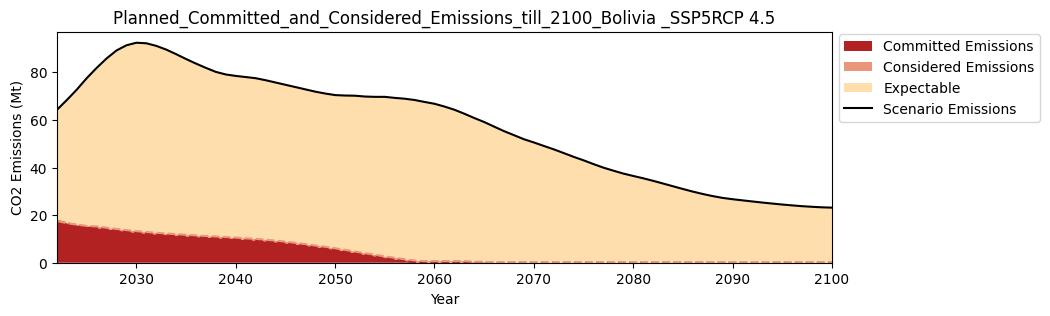 Planned_Committed_and_Considered_Emissions_till_2100_Bolivia _SSP5RCP 4.5
CO2 Emissions (Mt)
80
60
40
20
0
2030 2040 2050 2060 2070 2080 2090 2100
Year
Committed Emissions
Considered Emissions
Expectable
Scenario Emissions